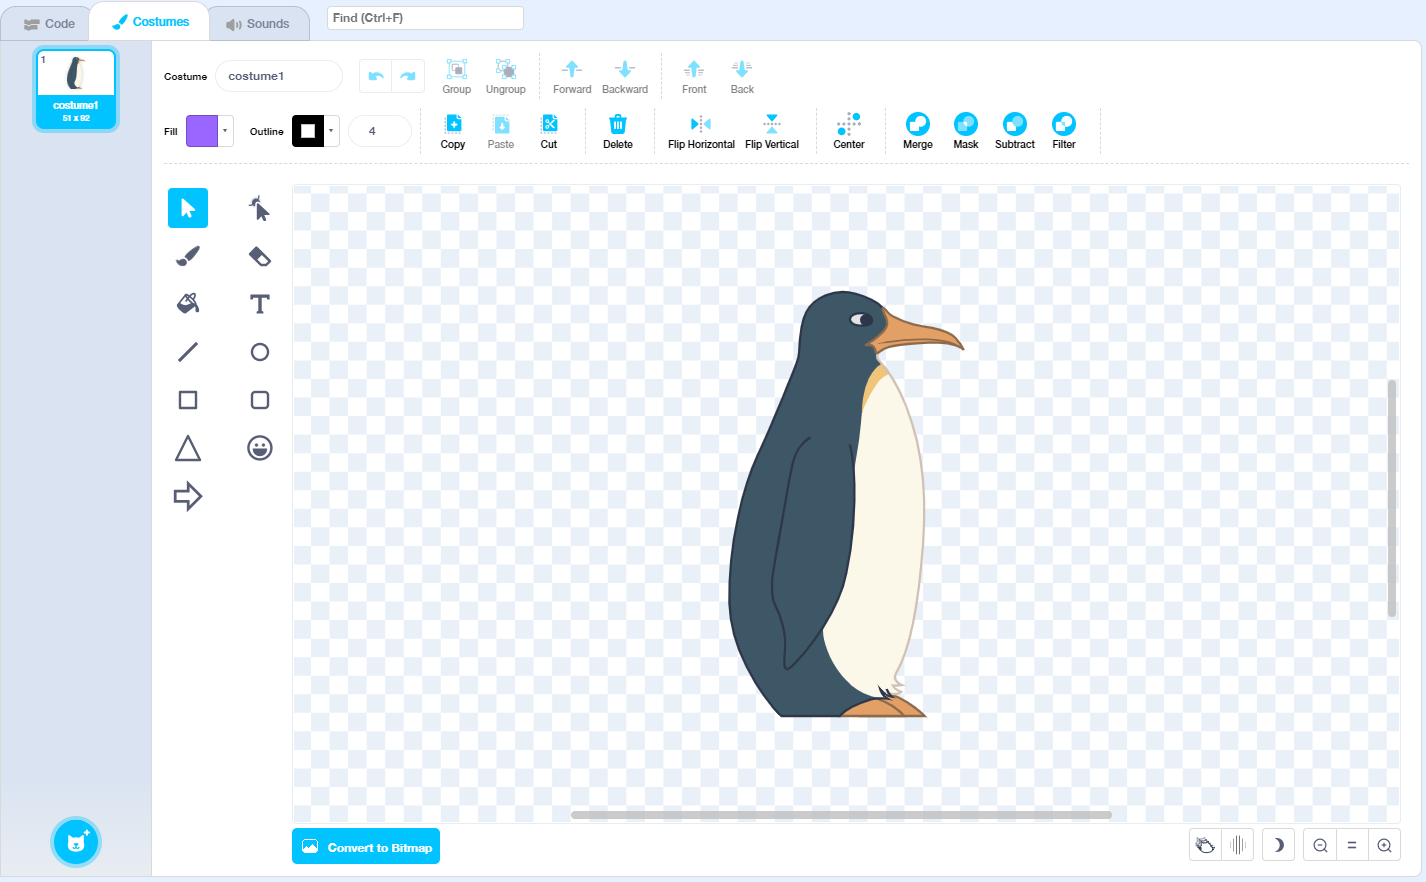 Code
Costumes
Sounds
Find (Ctrl+F)
1
costume1
51 x 92
Costume
costume1
Group
Ungroup
Forward
Backward
Front
Back
Fill
Outline
4
Copy
Paste
Cut
Delete
Flip Horizontal
Flip Vertical
Center
Merge
Mask
Subtract
Filter
Convert to Bitmap